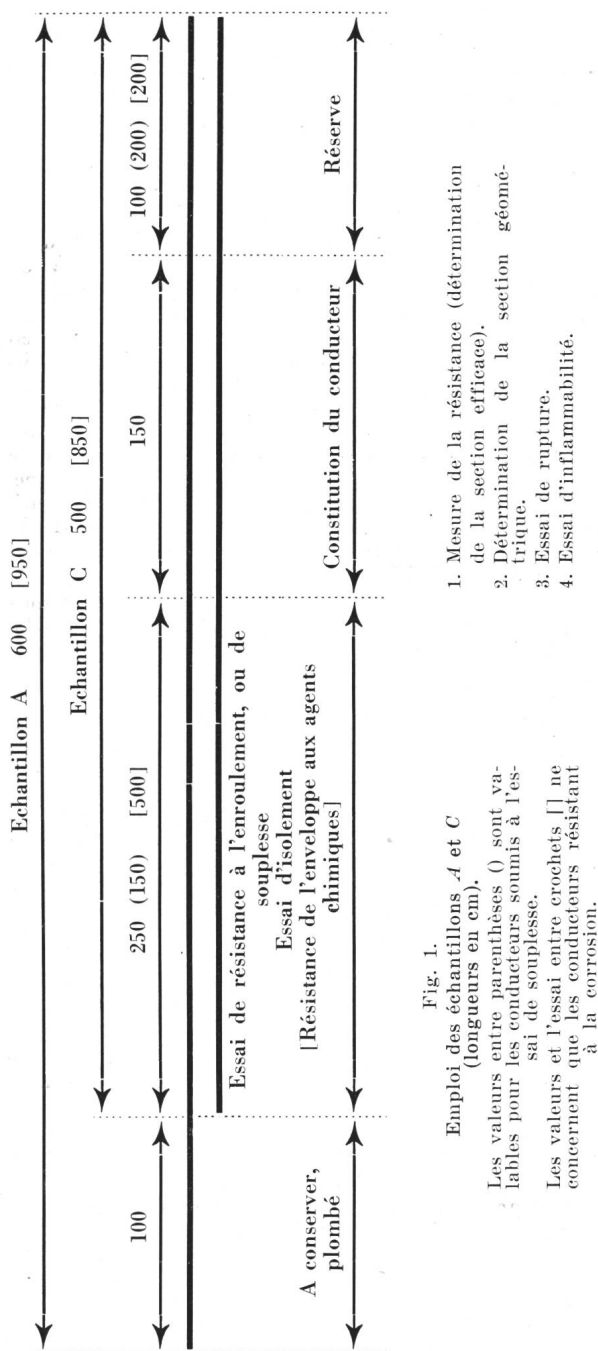 Echantillon A 600 [950]
Echantillon C 500 [850]
100
250 (150) [500]
150
100 (200) [200]
A conserver,
plombé
Essai de résistance à l'enroulement, ou de
souplesse
Essai d'isolement
[Résistance de l'enveloppe aux agents
chimiques]
Constitution du conducteur
Réserve
Fig. 1.
Emploi des échantillons A et C
(longueurs en cm).
Les valeurs entre parenthèses () sont va-
lables pour les conducteurs soumis à l'es-
sai de souplesse.
Les valeurs et l'essai entre crochets [] ne
concernent que les conducteurs résistant
à la corrosion.
1. Mesure de la résistance (détermination
de la section efficace).
2. Détermination de la section géomé-
trique.
3. Essai de rupture.
4. Essai d'inflammabilité.